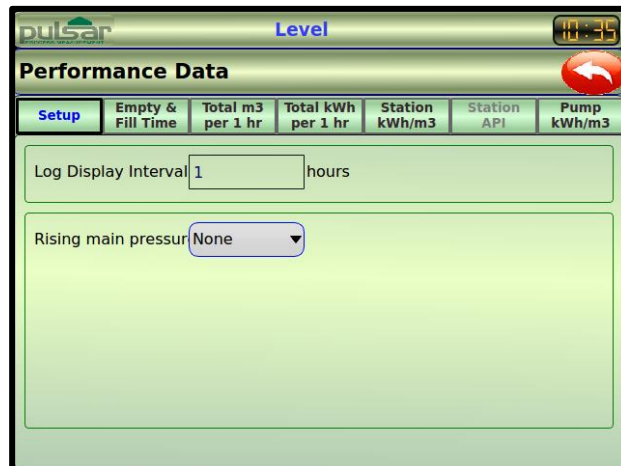 pulsar
Level
10:35
Performance Data
Setup
Empty &
Fill Time
Total m3
per 1 hr
Total kWh
per 1 hr
Station
kWh/m3
Station
API
Pump
kWh/m3
Log Display Interval 1 hours
Rising main pressur None